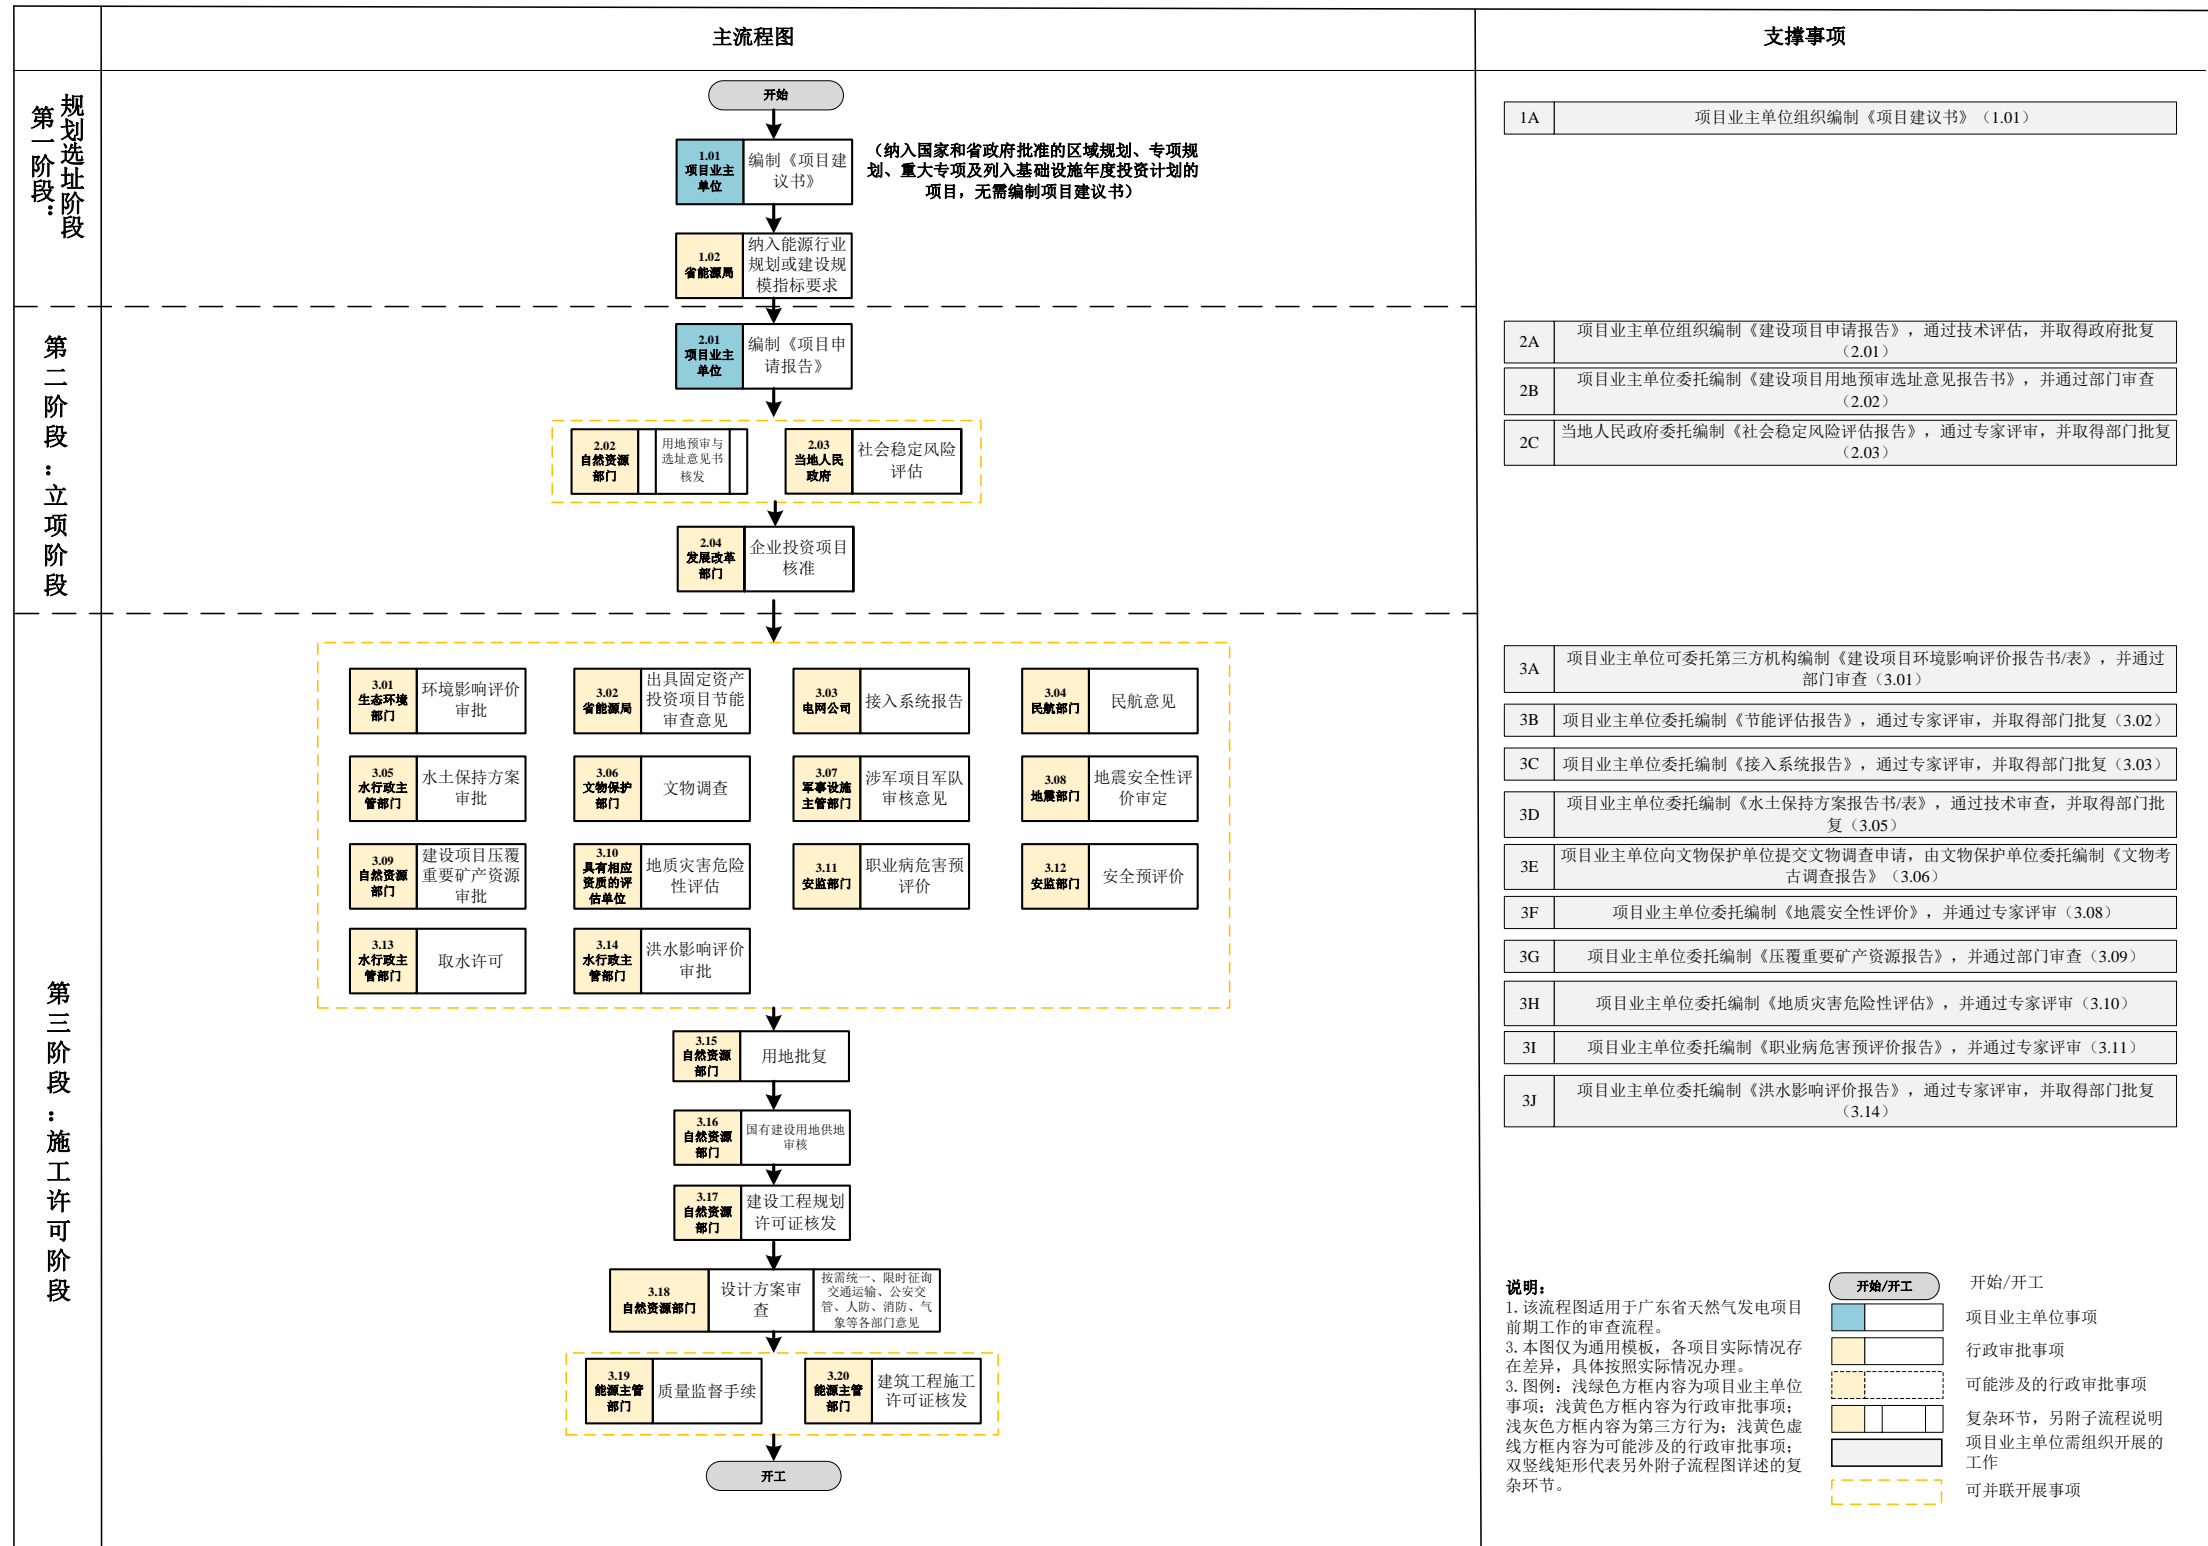 主流程图
支撑事项
第一阶段：
规划选址阶段
开始
1.01
项目业主
单位
编制《项目建
议书》
（纳入国家和省政府批准的区域规划、专项规
划、重大专项及列入基础设施年度投资计划的
项目，无需编制项目建议书）
1.02
省能源局
纳入能源行业
规划或建设规
模指标要求
1A
项目业主单位组织编制《项目建议书》（1.01）
第二阶段：立项阶段
2.01
项目业主
单位
编制《项目申
请报告》
2.02
自然资源
部门
用地预审与
选址意见书
核发
2.03
当地人民
政府
社会稳定风险
评估
2.04
发展改革
部门
企业投资项目
核准
2A
项目业主单位组织编制《建设项目申请报告》，通过技术评估，并取得政府批复
（2.01）
2B
项目业主单位委托编制《建设项目用地预审选址意见报告书》，并通过部门审查
（2.02）
2C
当地人民政府委托编制《社会稳定风险评估报告》，通过专家评审，并取得部门批复
（2.03）
第三阶段：施工许可阶段
3.01
生态环境
部门
环境影响评价
审批
3.02
省能源局
出具固定资产
投资项目节能
审查意见
3.03
电网公司
接入系统报告
3.04
民航部门
民航意见
3.05
水行政主
管部门
水土保持方案
审批
3.06
文物保护
部门
文物调查
3.07
军事设施
主管部门
涉军项目军队
审核意见
3.08
地震部门
地震安全性评
价审定
3.09
自然资源
部门
建设项目压覆
重要矿产资源
审批
3.10
具有相应
资质的评
估单位
地质灾害危险
性评估
3.11
安监部门
职业病危害预
评价
3.12
安监部门
安全预评价
3.13
水行政主
管部门
取水许可
3.14
水行政主
管部门
洪水影响评价
审批
3.15
自然资源
部门
用地批复
3.16
自然资源
部门
国有建设用地供地
审核
3.17
自然资源
部门
建设工程规划
许可证核发
3.18
自然资源部门
设计方案审
查
按需统一、限时征询
交通运输、公安交
管、人防、消防、气
象等各部门意见
3.19
能源主管
部门
质量监督手续
3.20
能源主管
部门
建筑工程施工
许可证核发
开工
3A
项目业主单位可委托第三方机构编制《建设项目环境影响评价报告书/表》，并通过
部门审查（3.01）
3B
项目业主单位委托编制《节能评估报告》，通过专家评审，并取得部门批复（3.02）
3C
项目业主单位委托编制《接入系统报告》，通过专家评审，并取得部门批复（3.03）
3D
项目业主单位委托编制《水土保持方案报告书/表》，通过技术审查，并取得部门批
复（3.05）
3E
项目业主单位向文物保护单位提交文物调查申请，由文物保护单位委托编制《文物考
古调查报告》（3.06）
3F
项目业主单位委托编制《地震安全性评价》，并通过专家评审（3.08）
3G
项目业主单位委托编制《压覆重要矿产资源报告》，并通过部门审查（3.09）
3H
项目业主单位委托编制《地质灾害危险性评估》，并通过专家评审（3.10）
3I
项目业主单位委托编制《职业病危害预评价报告》，并通过专家评审（3.11）
3J
项目业主单位委托编制《洪水影响评价报告》，通过专家评审，并取得部门批复
（3.14）
说明：
1.该流程图适用于广东省天然气发电项目
前期工作的审查流程。
3.本图仅为通用模板，各项目实际情况存
在差异，具体按照实际情况办理。
3.图例：浅绿色方框内容为项目业主单位
事项；浅黄色方框内容为行政审批事项；
浅灰色方框内容为第三方行为；浅黄色虚
线方框内容为可能涉及的行政审批事项；
双竖线矩形代表另外附子流程图详述的复
杂环节。
开始/开工
开始/开工
项目业主单位事项
行政审批事项
可能涉及的行政审批事项
复杂环节，另附子流程说明
项目业主单位需组织开展的
工作
可并联开展事项